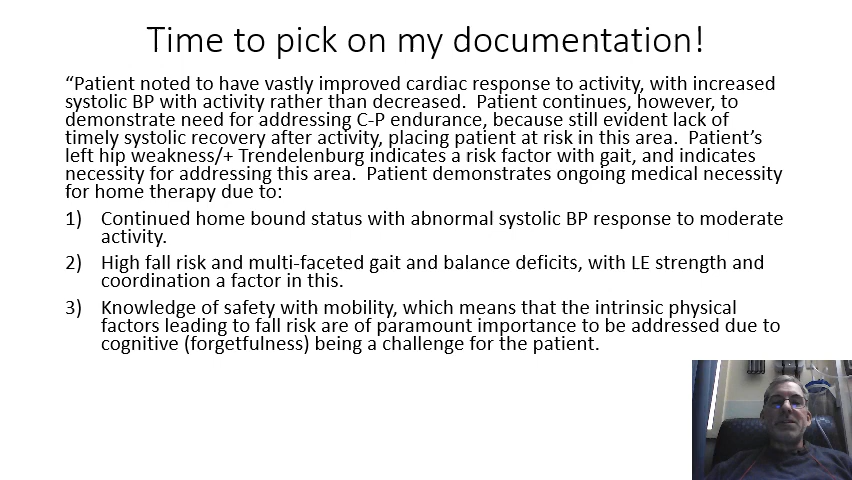 Time to pick on my documentation!
“Patient noted to have vastly improved cardiac response to activity, with increased
systolic BP with activity rather than decreased.  Patient continues, however, to
demonstrate need for addressing C-P endurance, because still evident lack of
timely systolic recovery after activity, placing patient at risk in this area.  Patient’s
left hip weakness/+ Trendelenburg indicates a risk factor with gait, and indicates
necessity for addressing this area.  Patient demonstrates ongoing medical necessity
for home therapy due to:
1) Continued home bound status with abnormal systolic BP response to moderate
activity.
2) High fall risk and multi-faceted gait and balance deficits, with LE strength and
coordination a factor in this.
3) Knowledge of safety with mobility, which means that the intrinsic physical
factors leading to fall risk are of paramount importance to be addressed due to
cognitive (forgetfulness) being a challenge for the patient.